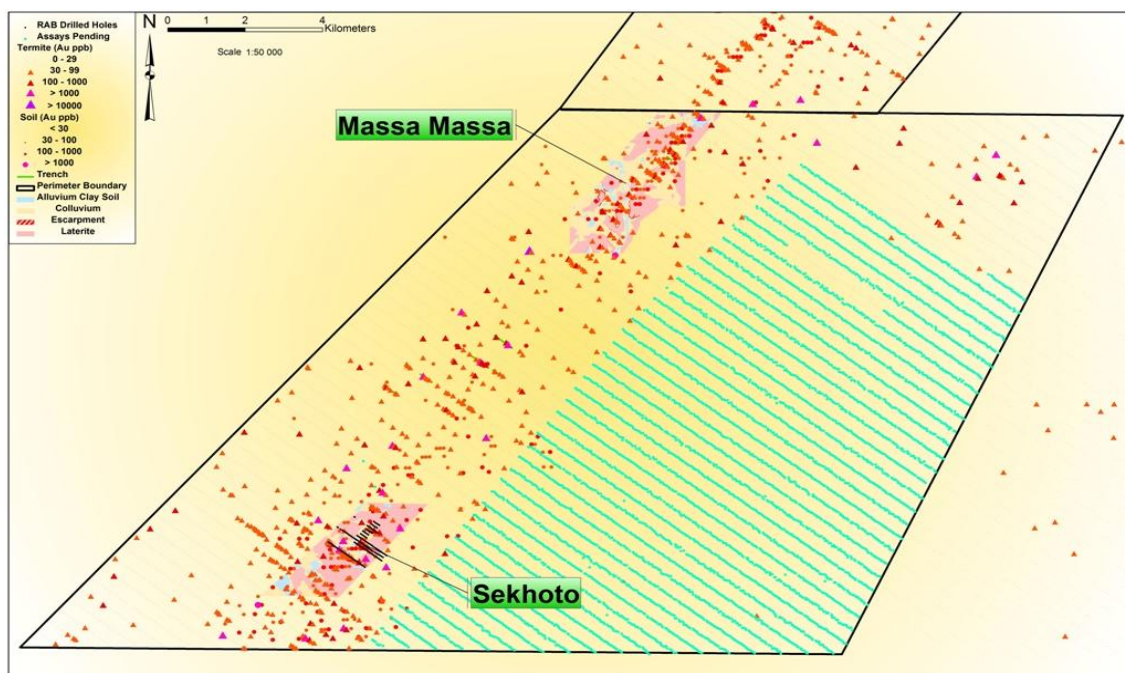 RAB Drilled Holes
Assays Pending
Termite (Au ppb)
0 - 29
30 - 99
100 - 1000
> 1000
> 10000
Soil (Au ppb)
< 30
30 - 100
100 - 1000
> 1000
Trench
Perimeter Boundary
Alluvium Clay Soil
Colluvium
Escarpment
Laterite
N
0 2 4
Kilometers
Scale 1:50 000
Massa Massa
Sekhoto